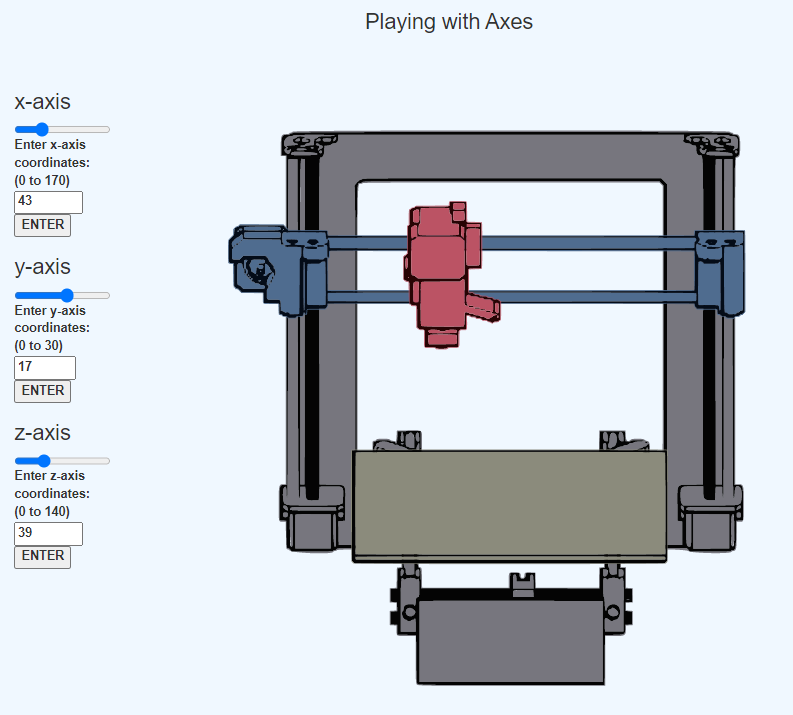 Playing with Axes
x-axis
Enter x-axis
coordinates:
(0 to 170)
43
ENTER
y-axis
Enter y-axis
coordinates:
(0 to 30)
17
ENTER
z-axis
Enter z-axis
coordinates:
(0 to 140)
39
ENTER